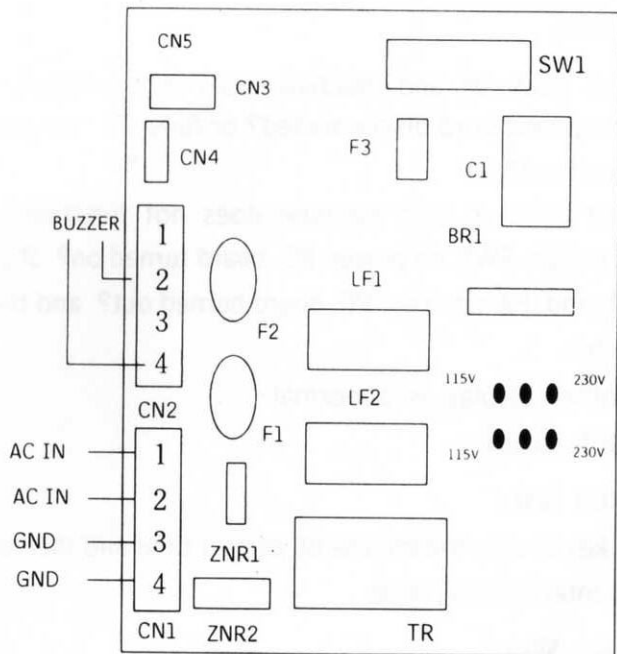 CN5
SW1
CN3
CN4
F3
C1
BUZZER
1
2
3
4
BR1
LF1
F2
115V
230V
CN2
LF2
F1
115V
230V
AC IN
1
AC IN
2
GND
3
GND
4
ZNR1
CN1
ZNR2
TR